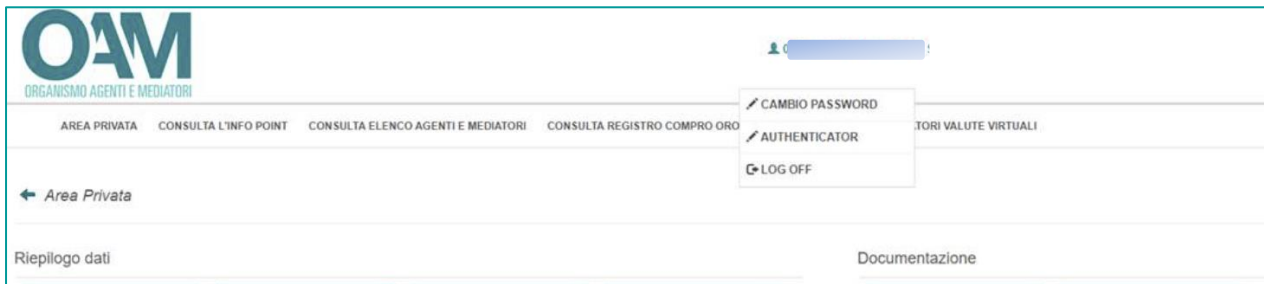 OAM
ORGANISMO AGENTI E MEDIATORI
CAMBIO PASSWORD
AUTHENTICATOR
LOG OFF
AREA PRIVATA CONSULTA L'INFO POINT CONSULTA ELENCO AGENTI E MEDIATORI CONSULTA REGISTRO COMPRO ORO VALUTE VIRTUALI
Area Privata
Riepilogo dati Documentazione